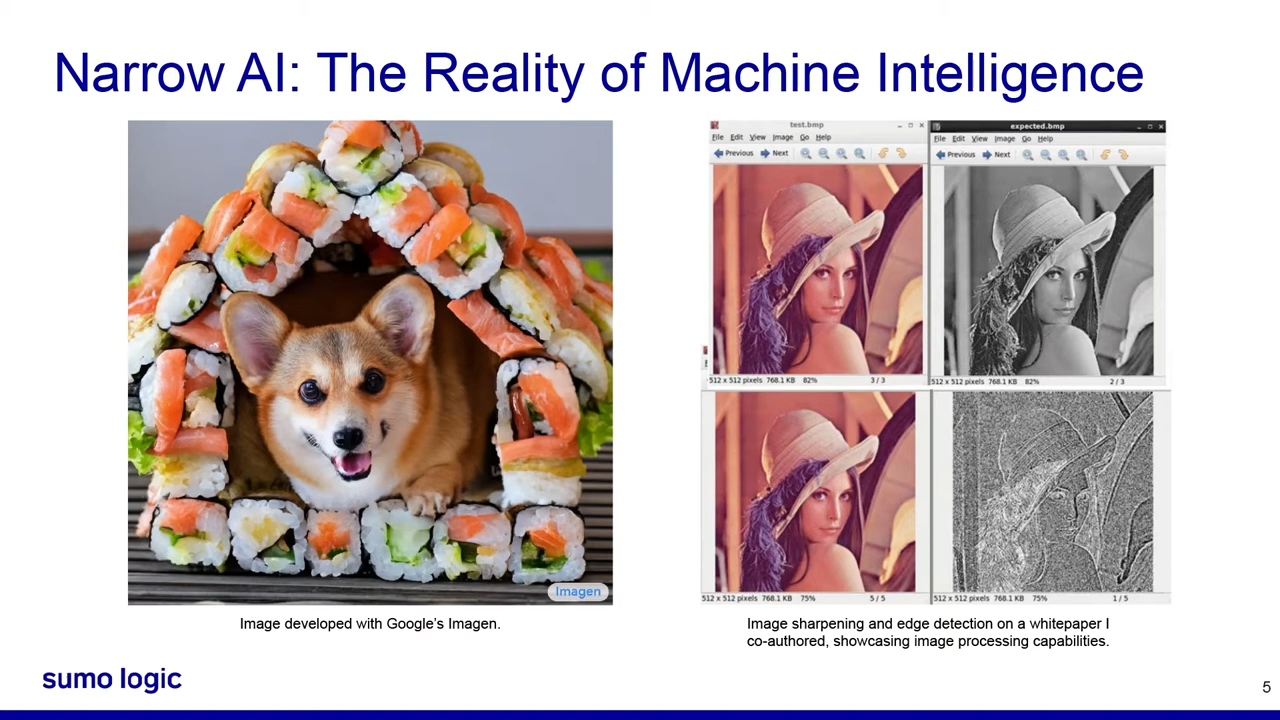 Narrow AI: The Reality of Machine Intelligence
test.bmp
File Edit View Image Go Help
Previous Next
512 x 512 pixels 768.1 KB 82% 3 / 3
expected.bmp
File Edit View Image Go Help
Previous Next
512 x 512 pixels 768.1 KB 82% 2 / 3
512 x 512 pixels 768.1 KB 75% 5 / 5
512 x 512 pixels 768.1 KB 75% 1 / 5
Imagen
Image developed with Google's Imagen.
Image sharpening and edge detection on a whitepaper I
co-authored, showcasing image processing capabilities.
sumo logic
5